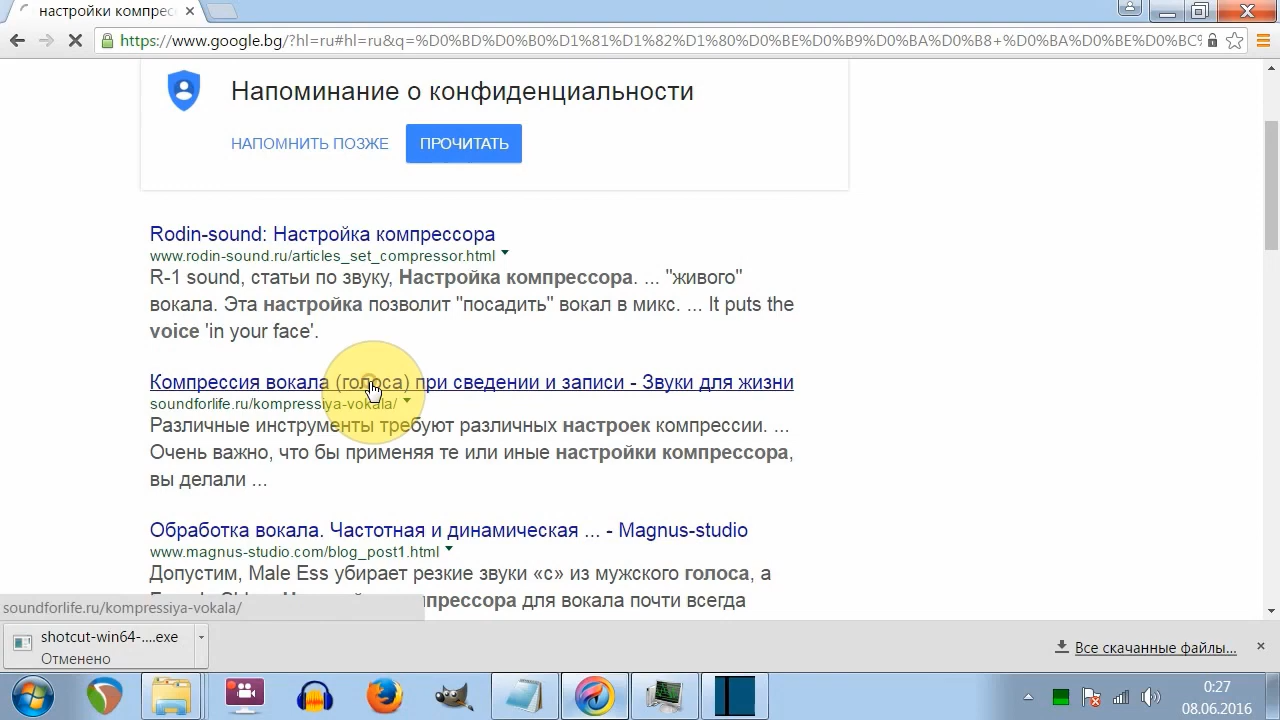 настройки компрес
https://www.google.bg/?hl=ru#hl=ru&q=%D0%BD%D0%B0%D1%81%D1%82%D1%80%D0%BE%D0%B9%D0%BA%D0%B8+%D0%BA%D0%BE%D0%BC%
Напоминание о конфиденциальности
НАПОМНИТЬ ПОЗЖЕ ПРОЧИТАТЬ
Rodin-sound: Настройка компрессора
www.rodin-sound.ru/articles_set_compressor.html
R-1 sound, статьи по звуку, Настройка компрессора. ... "живого"
вокала. Эта настройка позволит "посадить" вокал в микс. ... It puts the
voice 'in your face'.
Компрессия вокала (голоса) при сведении и записи - Звуки для жизни
soundforlife.ru/kompressiya-vokala/
Различные инструменты требуют различных настроек компрессии. ...
Очень важно, что бы применяя те или иные настройки компрессора,
вы делали ...
Обработка вокала. Частотная и динамическая ... - Magnus-studio
www.magnus-studio.com/blog_post1.html
Допустим, Male Ess убирает резкие звуки «с» из мужского голоса, а
мпрессора для вокала почти всегда
soundforlife.ru/kompressiya-vokala/
shotcut-win64-....exe
Отменено
Все скачанные файлы...
0:27
08.06.2016